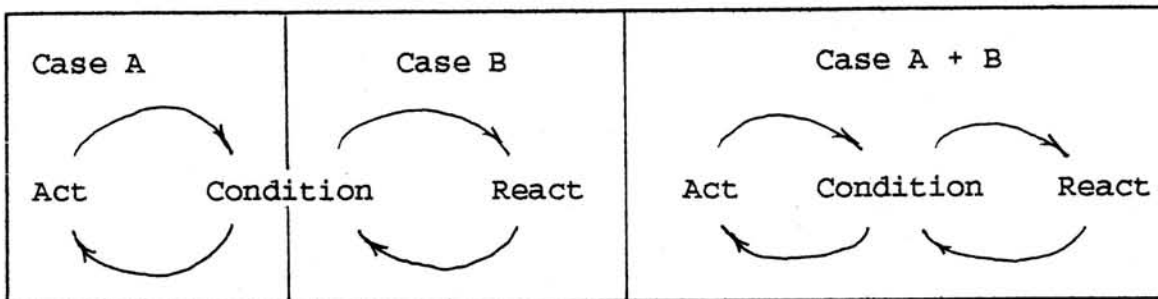 Case A
Case B
Case A + B
Act
Condition
React
Act
Condition
React